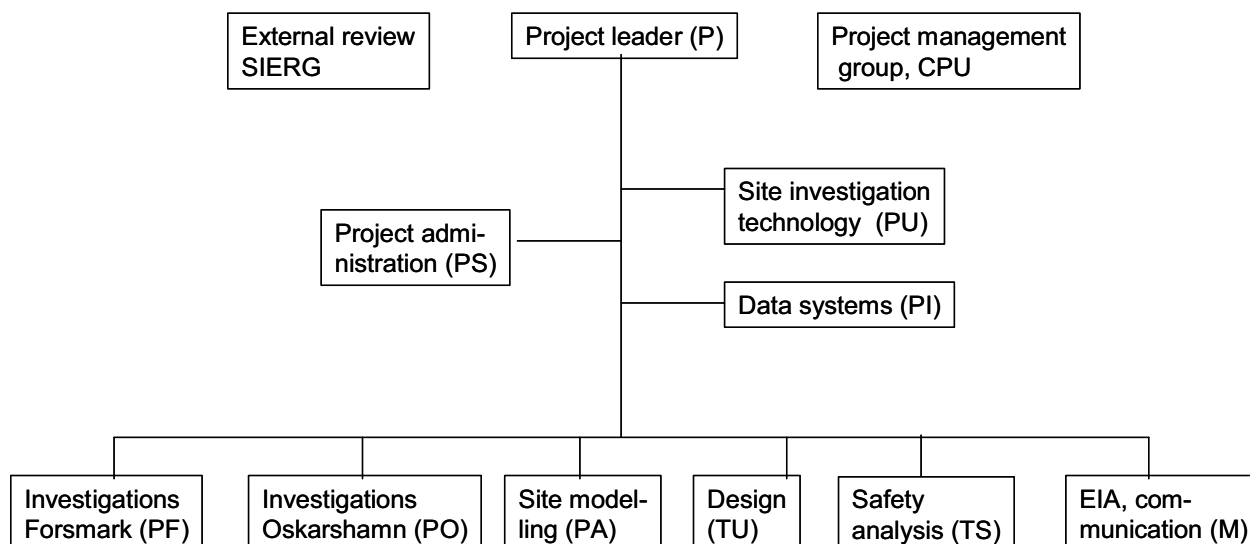 External review
SIERG
Project leader (P)
Project management
group, CPU
Site investigation
technology (PU)
Project admi-
nistration (PS)
Data systems (PI)
Investigations
Forsmark (PF)
Investigations
Oskarshamn (PO)
Site model-
ling (PA)
Design
(TU)
Safety
analysis (TS)
EIA, com-
munication (M)